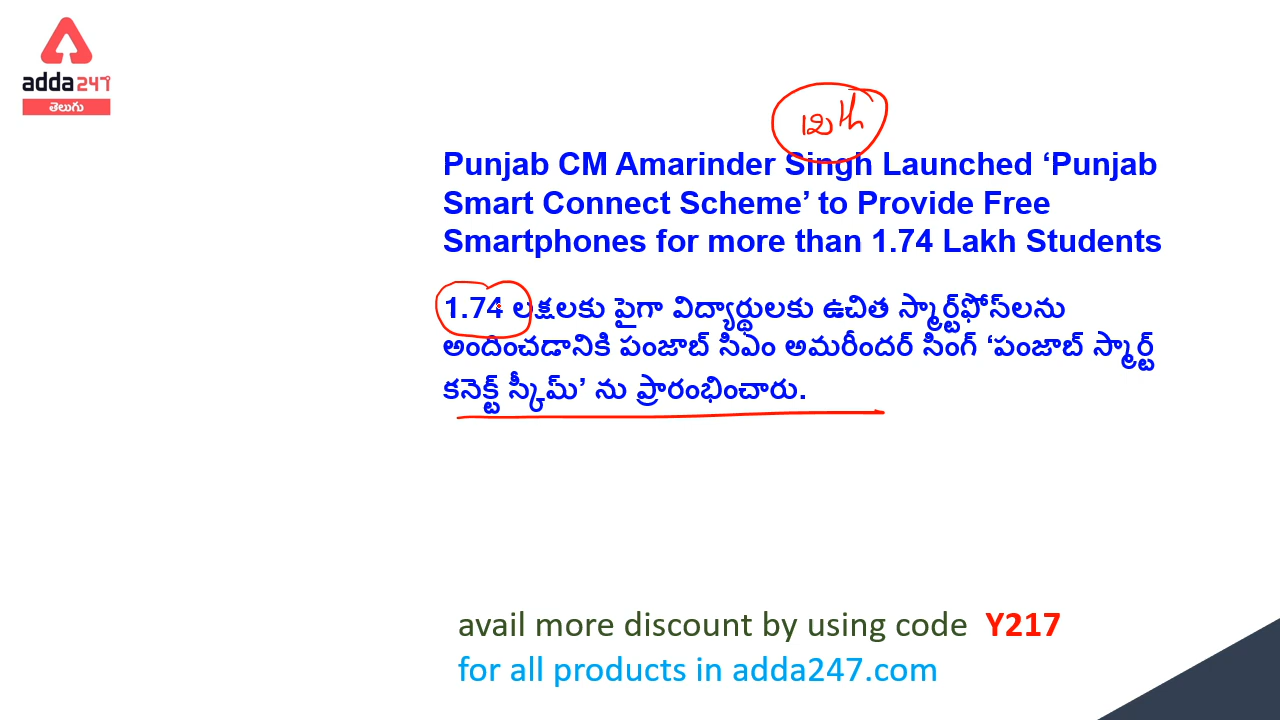 adda247
తెలుగు
12th
Punjab CM Amarinder Singh Launched ‘Punjab
Smart Connect Scheme’ to Provide Free
Smartphones for more than 1.74 Lakh Students
1.74 లక్షలకు పైగా విద్యార్థులకు ఉచిత స్మార్ట్‌ఫోన్‌లను
అందించడానికి పంజాబ్ సిఎం అమరీందర్ సింగ్ ‘పంజాబ్ స్మార్ట్
కనెక్ట్ స్కీమ్’ ను ప్రారంభించారు.
avail more discount by using code Y217
for all products in adda247.com